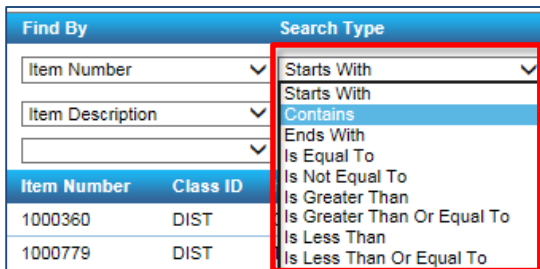 Find By Search Type
Item Number Starts With
Starts With
Item Description Contains
Ends With
Is Equal To
Is Not Equal To
Item Number Class ID Is Greater Than
1000360 DIST Is Greater Than Or Equal To
Is Less Than
1000779 DIST Is Less Than Or Equal To